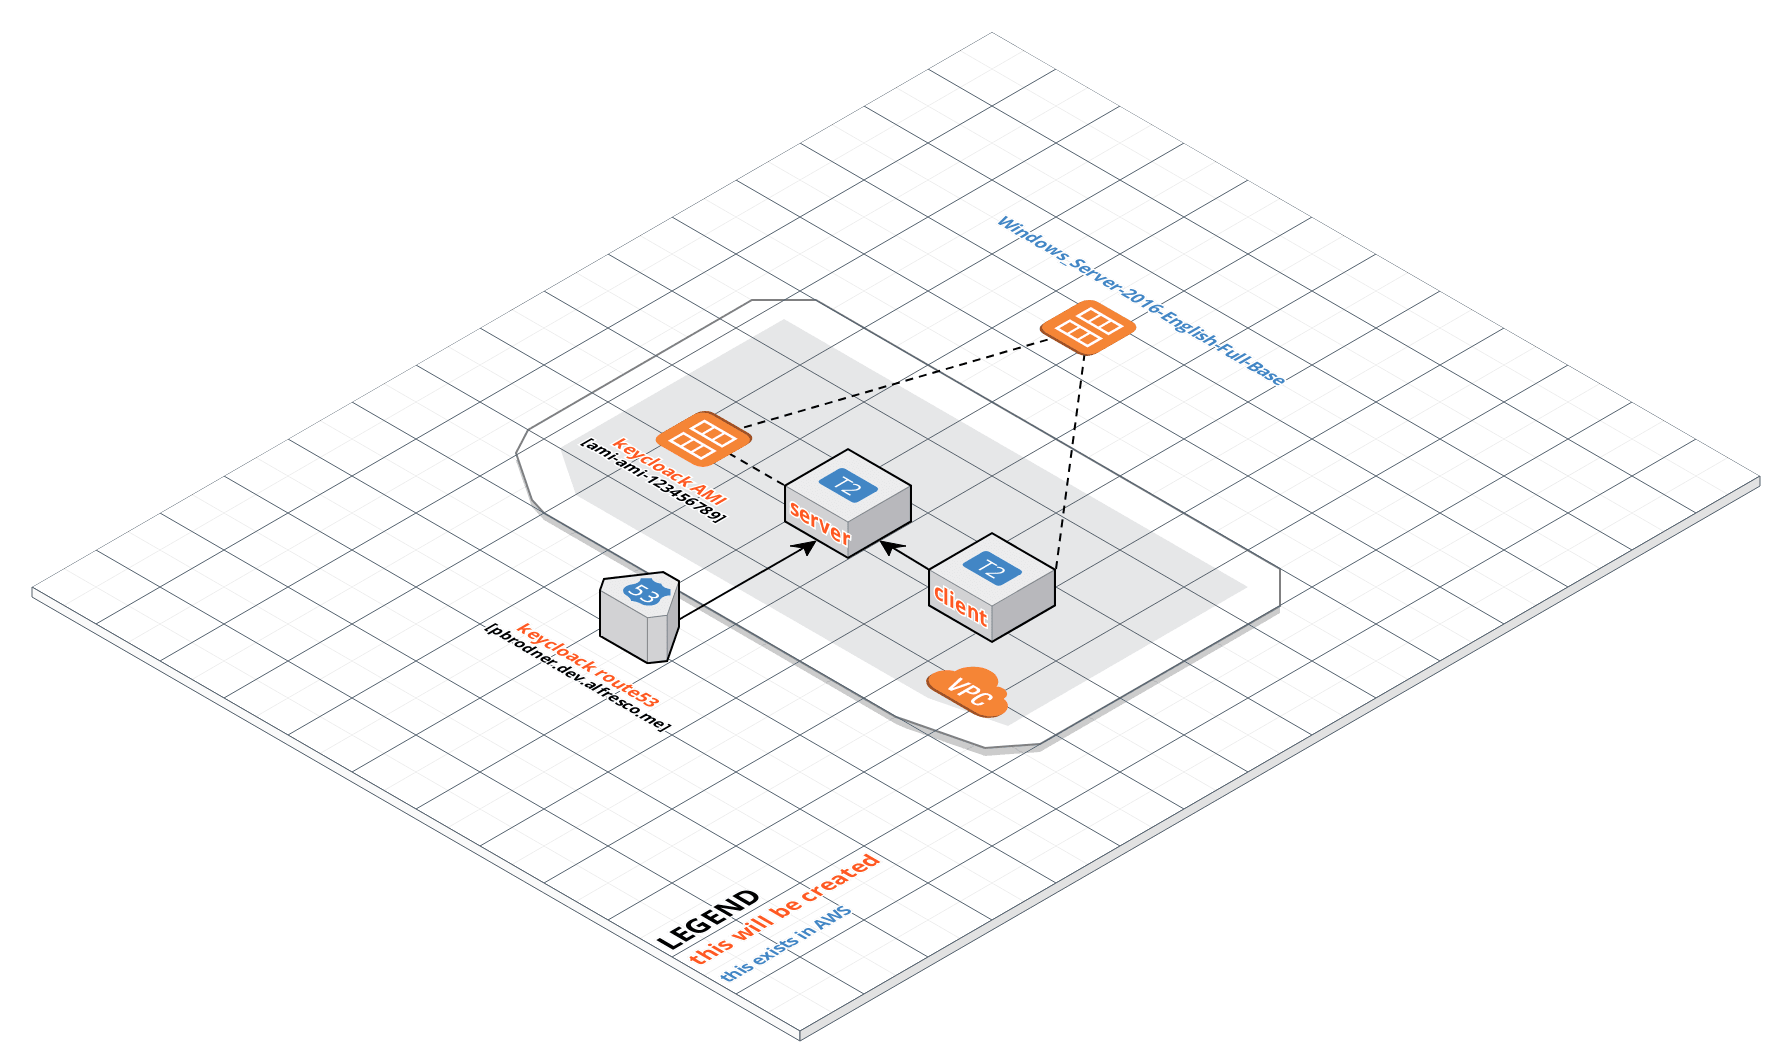 Windows_Server-2016-English-Full-Base
keycloack AMI
[ami-ami-123456789]
T2
server
T2
client
53
keycloack route53
[pbrodner.dev.alfresco.me]
VPC
LEGEND
this will be created
this exists in AWS